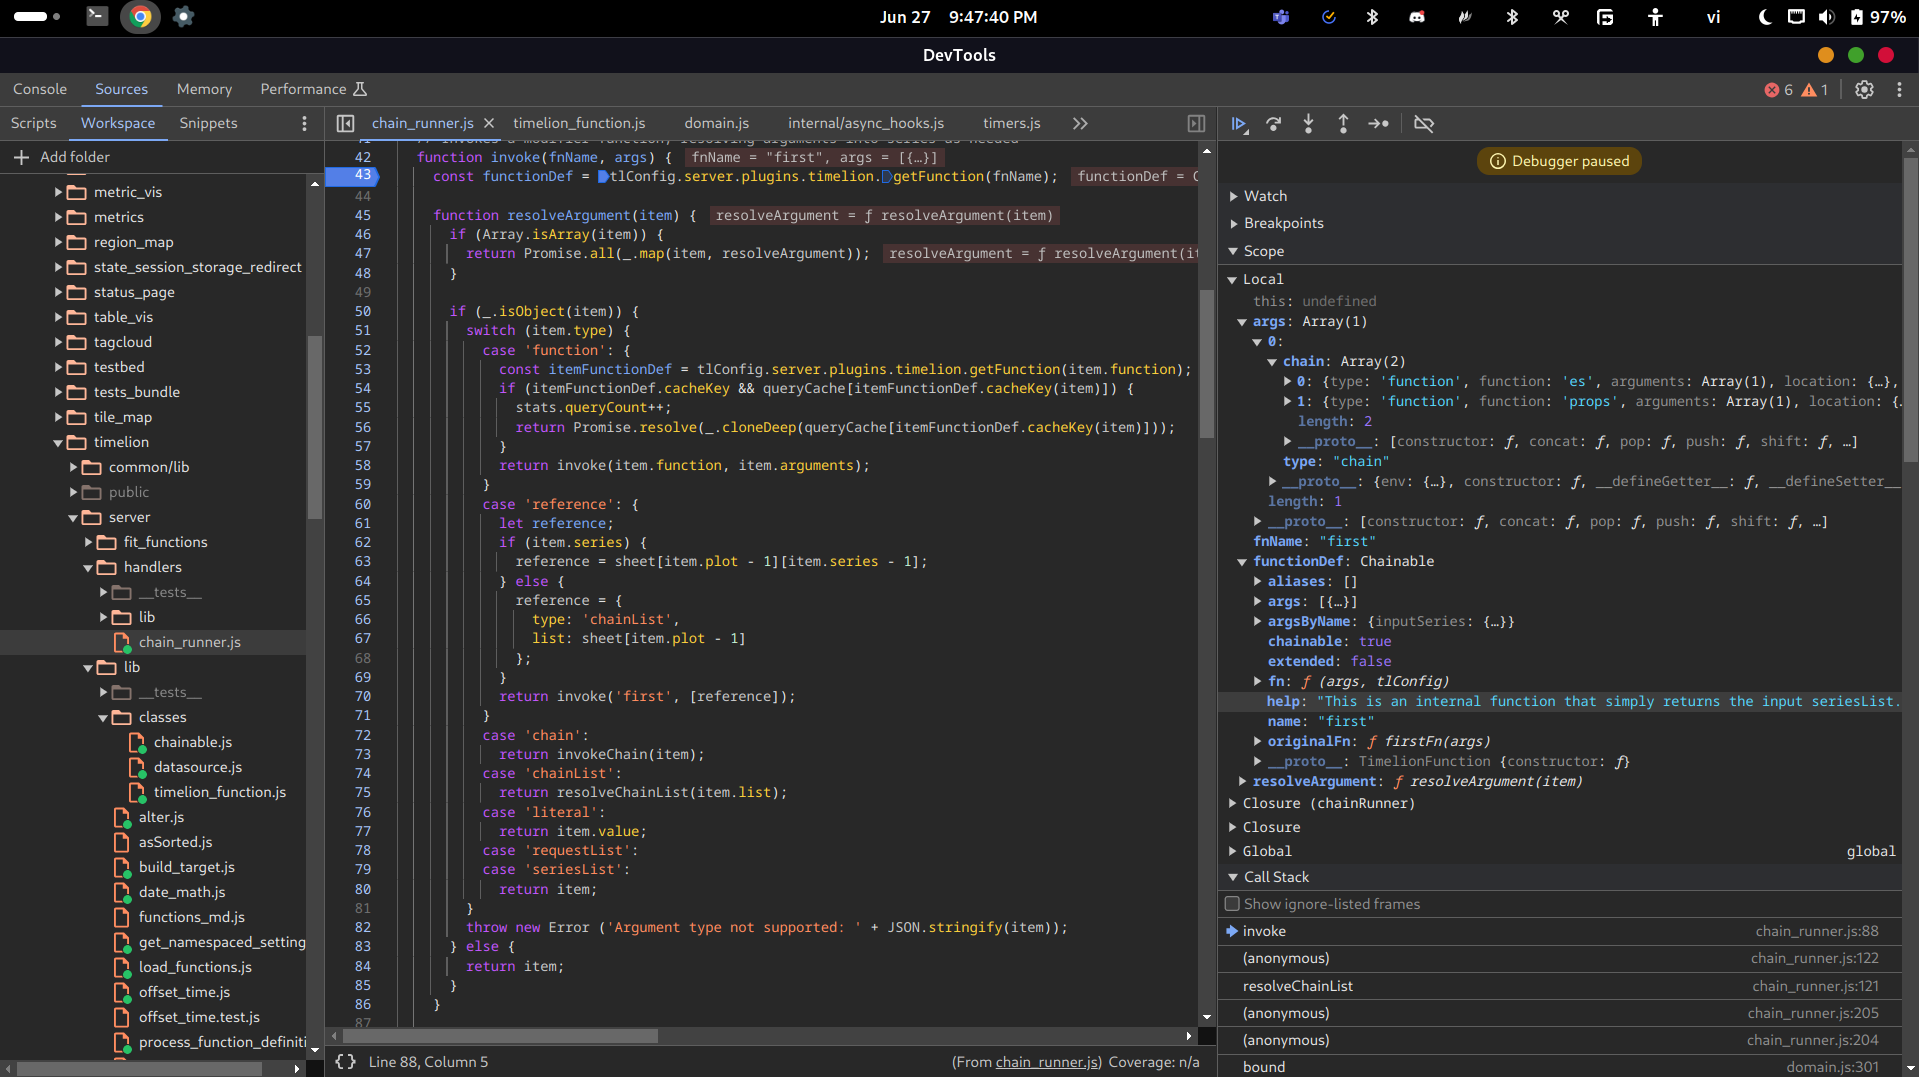 Jun 27 9:47:40 PM
vi
97%
DevTools
Console Sources Memory Performance
6 1
Scripts Workspace Snippets
chain_runner.js timelion_function.js domain.js internal/async_hooks.js timers.js
Add folder
metric_vis
metrics
region_map
state_session_storage_redirect
status_page
table_vis
tagcloud
testbed
tests_bundle
tile_map
timelion
common/lib
public
server
fit_functions
handlers
__tests__
lib
chain_runner.js
lib
__tests__
classes
chainable.js
datasource.js
timelion_function.js
alter.js
asSorted.js
build_target.js
date_math.js
functions_md.js
get_namespaced_setting
load_functions.js
offset_time.js
offset_time.test.js
process_function_definiti
42 function invoke(fnName, args) { fnName = "first", args = [{…}]
43 const functionDef = tlConfig.server.plugins.timelion.getFunction(fnName); functionDef = C
44
45 function resolveArgument(item) { resolveArgument = ƒ resolveArgument(item)
46 if (Array.isArray(item)) {
47 return Promise.all(_.map(item, resolveArgument)); resolveArgument = ƒ resolveArgument(it
48 }
49
50 if (_.isObject(item)) {
51 switch (item.type) {
52 case 'function': {
53 const itemFunctionDef = tlConfig.server.plugins.timelion.getFunction(item.function);
54 if (itemFunctionDef.cacheKey && queryCache[itemFunctionDef.cacheKey(item)]) {
55 stats.queryCount++;
56 return Promise.resolve(_.cloneDeep(queryCache[itemFunctionDef.cacheKey(item)]));
57 }
58 return invoke(item.function, item.arguments);
59 }
60 case 'reference': {
61 let reference;
62 if (item.series) {
63 reference = sheet[item.plot - 1][item.series - 1];
64 } else {
65 reference = {
66 type: 'chainList',
67 list: sheet[item.plot - 1]
68 };
69 }
70 return invoke('first', [reference]);
71 }
72 case 'chain':
73 return invokeChain(item);
74 case 'chainList':
75 return resolveChainList(item.list);
76 case 'literal':
77 return item.value;
78 case 'requestList':
79 case 'seriesList':
80 return item;
81 }
82 throw new Error ('Argument type not supported: ' + JSON.stringify(item));
83 } else {
84 return item;
85 }
86 }
87
{} Line 88, Column 5 (From chain_runner.js) Coverage: n/a
Debugger paused
Watch
Breakpoints
Scope
Local
this: undefined
args: Array(1)
0:
chain: Array(2)
0: {type: 'function', function: 'es', arguments: Array(1), location: {…},
1: {type: 'function', function: 'props', arguments: Array(1), location: {.
length: 2
__proto__: [constructor: ƒ, concat: ƒ, pop: ƒ, push: ƒ, shift: ƒ, …]
type: "chain"
__proto__: {env: {…}, constructor: ƒ, __defineGetter__: ƒ, __defineSetter__
length: 1
__proto__: [constructor: ƒ, concat: ƒ, pop: ƒ, push: ƒ, shift: ƒ, …]
fnName: "first"
functionDef: Chainable
aliases: []
args: [{…}]
argsByName: {inputSeries: {…}}
chainable: true
extended: false
fn: ƒ (args, tlConfig)
help: "This is an internal function that simply returns the input seriesList.
name: "first"
originalFn: ƒ firstFn(args)
__proto__: TimelionFunction {constructor: ƒ}
resolveArgument: ƒ resolveArgument(item)
Closure (chainRunner)
Closure
Global global
Call Stack
Show ignore-listed frames
invoke chain_runner.js:88
(anonymous) chain_runner.js:122
resolveChainList chain_runner.js:121
(anonymous) chain_runner.js:205
(anonymous) chain_runner.js:204
bound domain.js:301